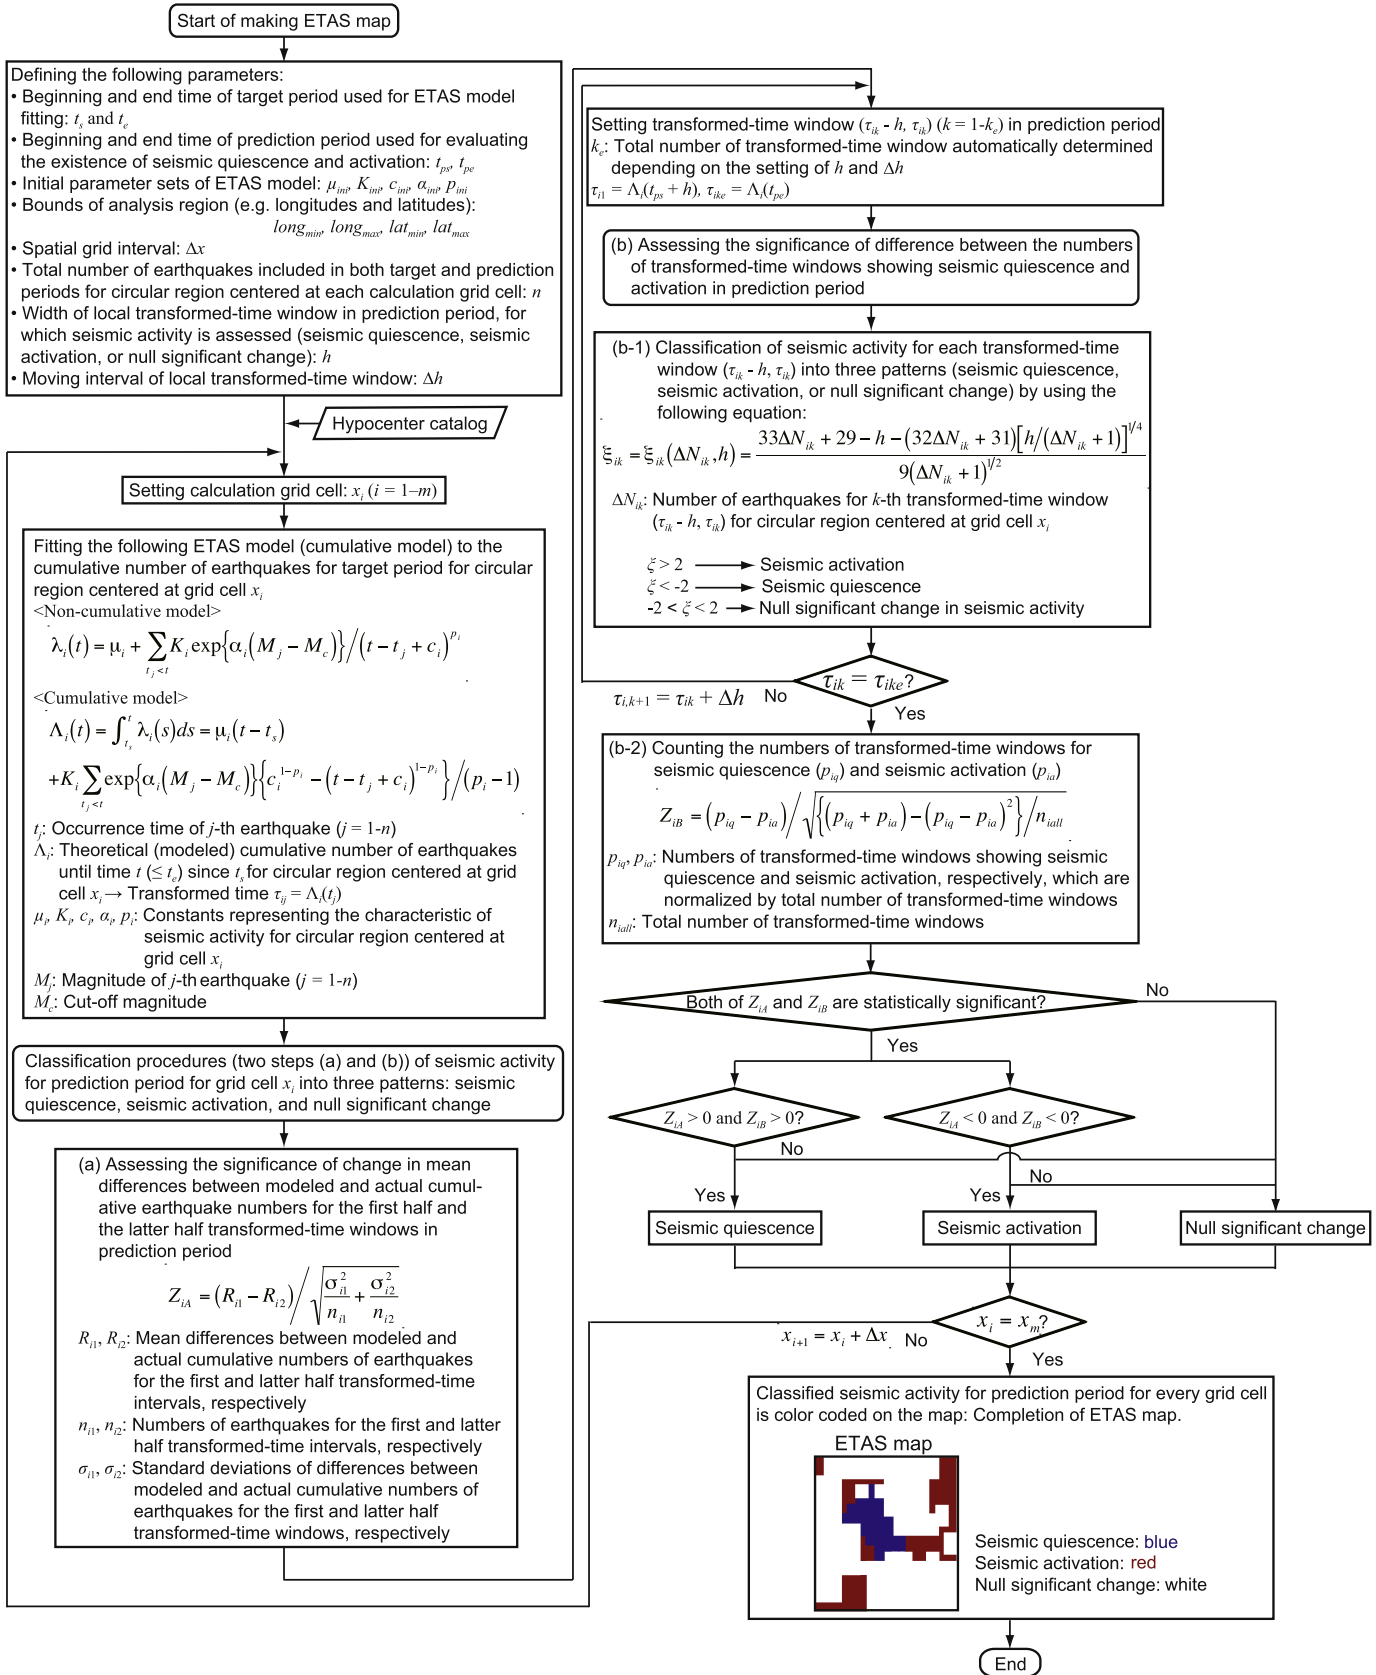 Start of making ETAS map
Defining the following parameters:
• Beginning and end time of target period used for ETAS model
fitting: t_s and t_e
• Beginning and end time of prediction period used for evaluating
the existence of seismic quiescence and activation: t_ps, t_pe
• Initial parameter sets of ETAS model: μ_ini, K_ini, c_ini, α_ini, p_ini
• Bounds of analysis region (e.g. longitudes and latitudes):
long_min, long_max, lat_min, lat_max
• Spatial grid interval: Δx
• Total number of earthquakes included in both target and prediction
periods for circular region centered at each calculation grid cell: n
• Width of local transformed-time window in prediction period, for
which seismic activity is assessed (seismic quiescence, seismic
activation, or null significant change): h
• Moving interval of local transformed-time window: Δh
Hypocenter catalog
Setting calculation grid cell: x_i (i = 1–m)
Fitting the following ETAS model (cumulative model) to the
cumulative number of earthquakes for target period for circular
region centered at grid cell x_i
<Non-cumulative model>
λ_i(t) = μ_i + ∑_{t_j<t} K_i exp{α_i(M_j − M_c)}/(t − t_j + c_i)^{p_i}
<Cumulative model>
Λ_i(t) = ∫_{t_s}^{t} λ_i(s)ds = μ_i(t − t_s)
+K_i ∑_{t_j<t} exp{α_i(M_j − M_c)}{c_i^{1−p_i} − (t − t_j + c_i)^{1−p_i}}/(p_i − 1)
t_j: Occurrence time of j-th earthquake (j = 1-n)
Λ_i: Theoretical (modeled) cumulative number of earthquakes
until time t (≤ t_e) since t_s for circular region centered at grid
cell x_i → Transformed time τ_ij = Λ_i(t_j)
μ_i, K_i, c_i, α_i, p_i: Constants representing the characteristic of
seismic activity for circular region centered at
grid cell x_i
M_j: Magnitude of j-th earthquake (j = 1-n)
M_c: Cut-off magnitude
Classification procedures (two steps (a) and (b)) of seismic activity
for prediction period for grid cell x_i into three patterns: seismic
quiescence, seismic activation, and null significant change
(a) Assessing the significance of change in mean
differences between modeled and actual cumul-
ative earthquake numbers for the first half and
the latter half transformed-time windows in
prediction period
Z_iA = (R_i1 − R_i2)/√(σ_i1^2/n_i1 + σ_i2^2/n_i2)
R_i1, R_i2: Mean differences between modeled and
actual cumulative numbers of earthquakes
for the first and latter half transformed-time
intervals, respectively
n_i1, n_i2: Numbers of earthquakes for the first and latter
half transformed-time intervals, respectively
σ_i1, σ_i2: Standard deviations of differences between
modeled and actual cumulative numbers of
earthquakes for the first and latter half
transformed-time windows, respectively
Setting transformed-time window (τ_ik - h, τ_ik) (k = 1-k_e) in prediction period
k_e: Total number of transformed-time window automatically determined
depending on the setting of h and Δh
τ_i1 = Λ_i(t_ps + h), τ_ike = Λ_i(t_pe)
(b) Assessing the significance of difference between the numbers
of transformed-time windows showing seismic quiescence and
activation in prediction period
(b-1) Classification of seismic activity for each transformed-time
window (τ_ik - h, τ_ik) into three patterns (seismic quiescence,
seismic activation, or null significant change) by using the
following equation:
ξ_ik = ξ_ik(ΔN_ik, h) = (33ΔN_ik + 29 − h − (32ΔN_ik + 31)[h/(ΔN_ik + 1)]^{1/4}) / (9(ΔN_ik + 1)^{1/2})
ΔN_ik: Number of earthquakes for k-th transformed-time window
(τ_ik - h, τ_ik) for circular region centered at grid cell x_i
ξ > 2 → Seismic activation
ξ < -2 → Seismic quiescence
-2 < ξ < 2 → Null significant change in seismic activity
τ_ik = τ_ike?
τ_i,k+1 = τ_ik + Δh No
Yes
(b-2) Counting the numbers of transformed-time windows for
seismic quiescence (p_iq) and seismic activation (p_ia)
Z_iB = (p_iq − p_ia)/√({(p_iq + p_ia) − (p_iq − p_ia)^2}/n_iall)
p_iq, p_ia: Numbers of transformed-time windows showing seismic
quiescence and seismic activation, respectively, which are
normalized by total number of transformed-time windows
n_iall: Total number of transformed-time windows
Both of Z_iA and Z_iB are statistically significant?
No
Yes
Z_iA > 0 and Z_iB > 0?
Z_iA < 0 and Z_iB < 0?
No
No
Yes
Yes
Seismic quiescence
Seismic activation
Null significant change
x_i = x_m?
x_i+1 = x_i + Δx No
Yes
Classified seismic activity for prediction period for every grid cell
is color coded on the map: Completion of ETAS map.
ETAS map
Seismic quiescence: blue
Seismic activation: red
Null significant change: white
End